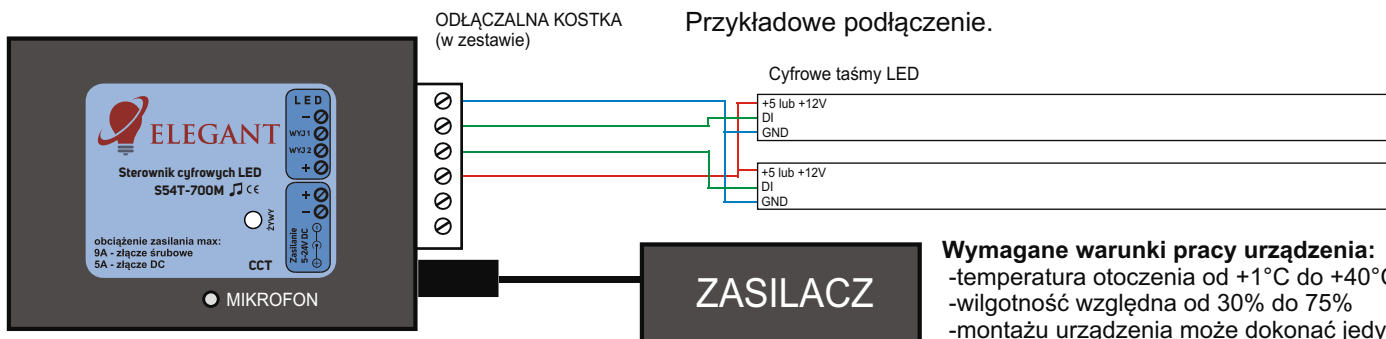 ODŁĄCZALNA KOSTKA
(w zestawie)
Przykładowe podłączenie.
Cyfrowe taśmy LED
+5 lub +12V
DI
GND
+5 lub +12V
DI
GND
ELEGANT
Sterownik cyfrowych LED
S54T-700M
CE
ŻYWY
obciążenie zasilania max:
9A - złącze śrubowe
5A - złącze DC
CCT
LED
-
WYJ 1
WYJ 2
+
+
-
Zasilanie
5-24V DC
MIKROFON
ZASILACZ
Wymagane warunki pracy urządzenia:
-temperatura otoczenia od +1°C do +40°C
-wilgotność względna od 30% do 75%
-montażu urządzenia może dokonać jedy